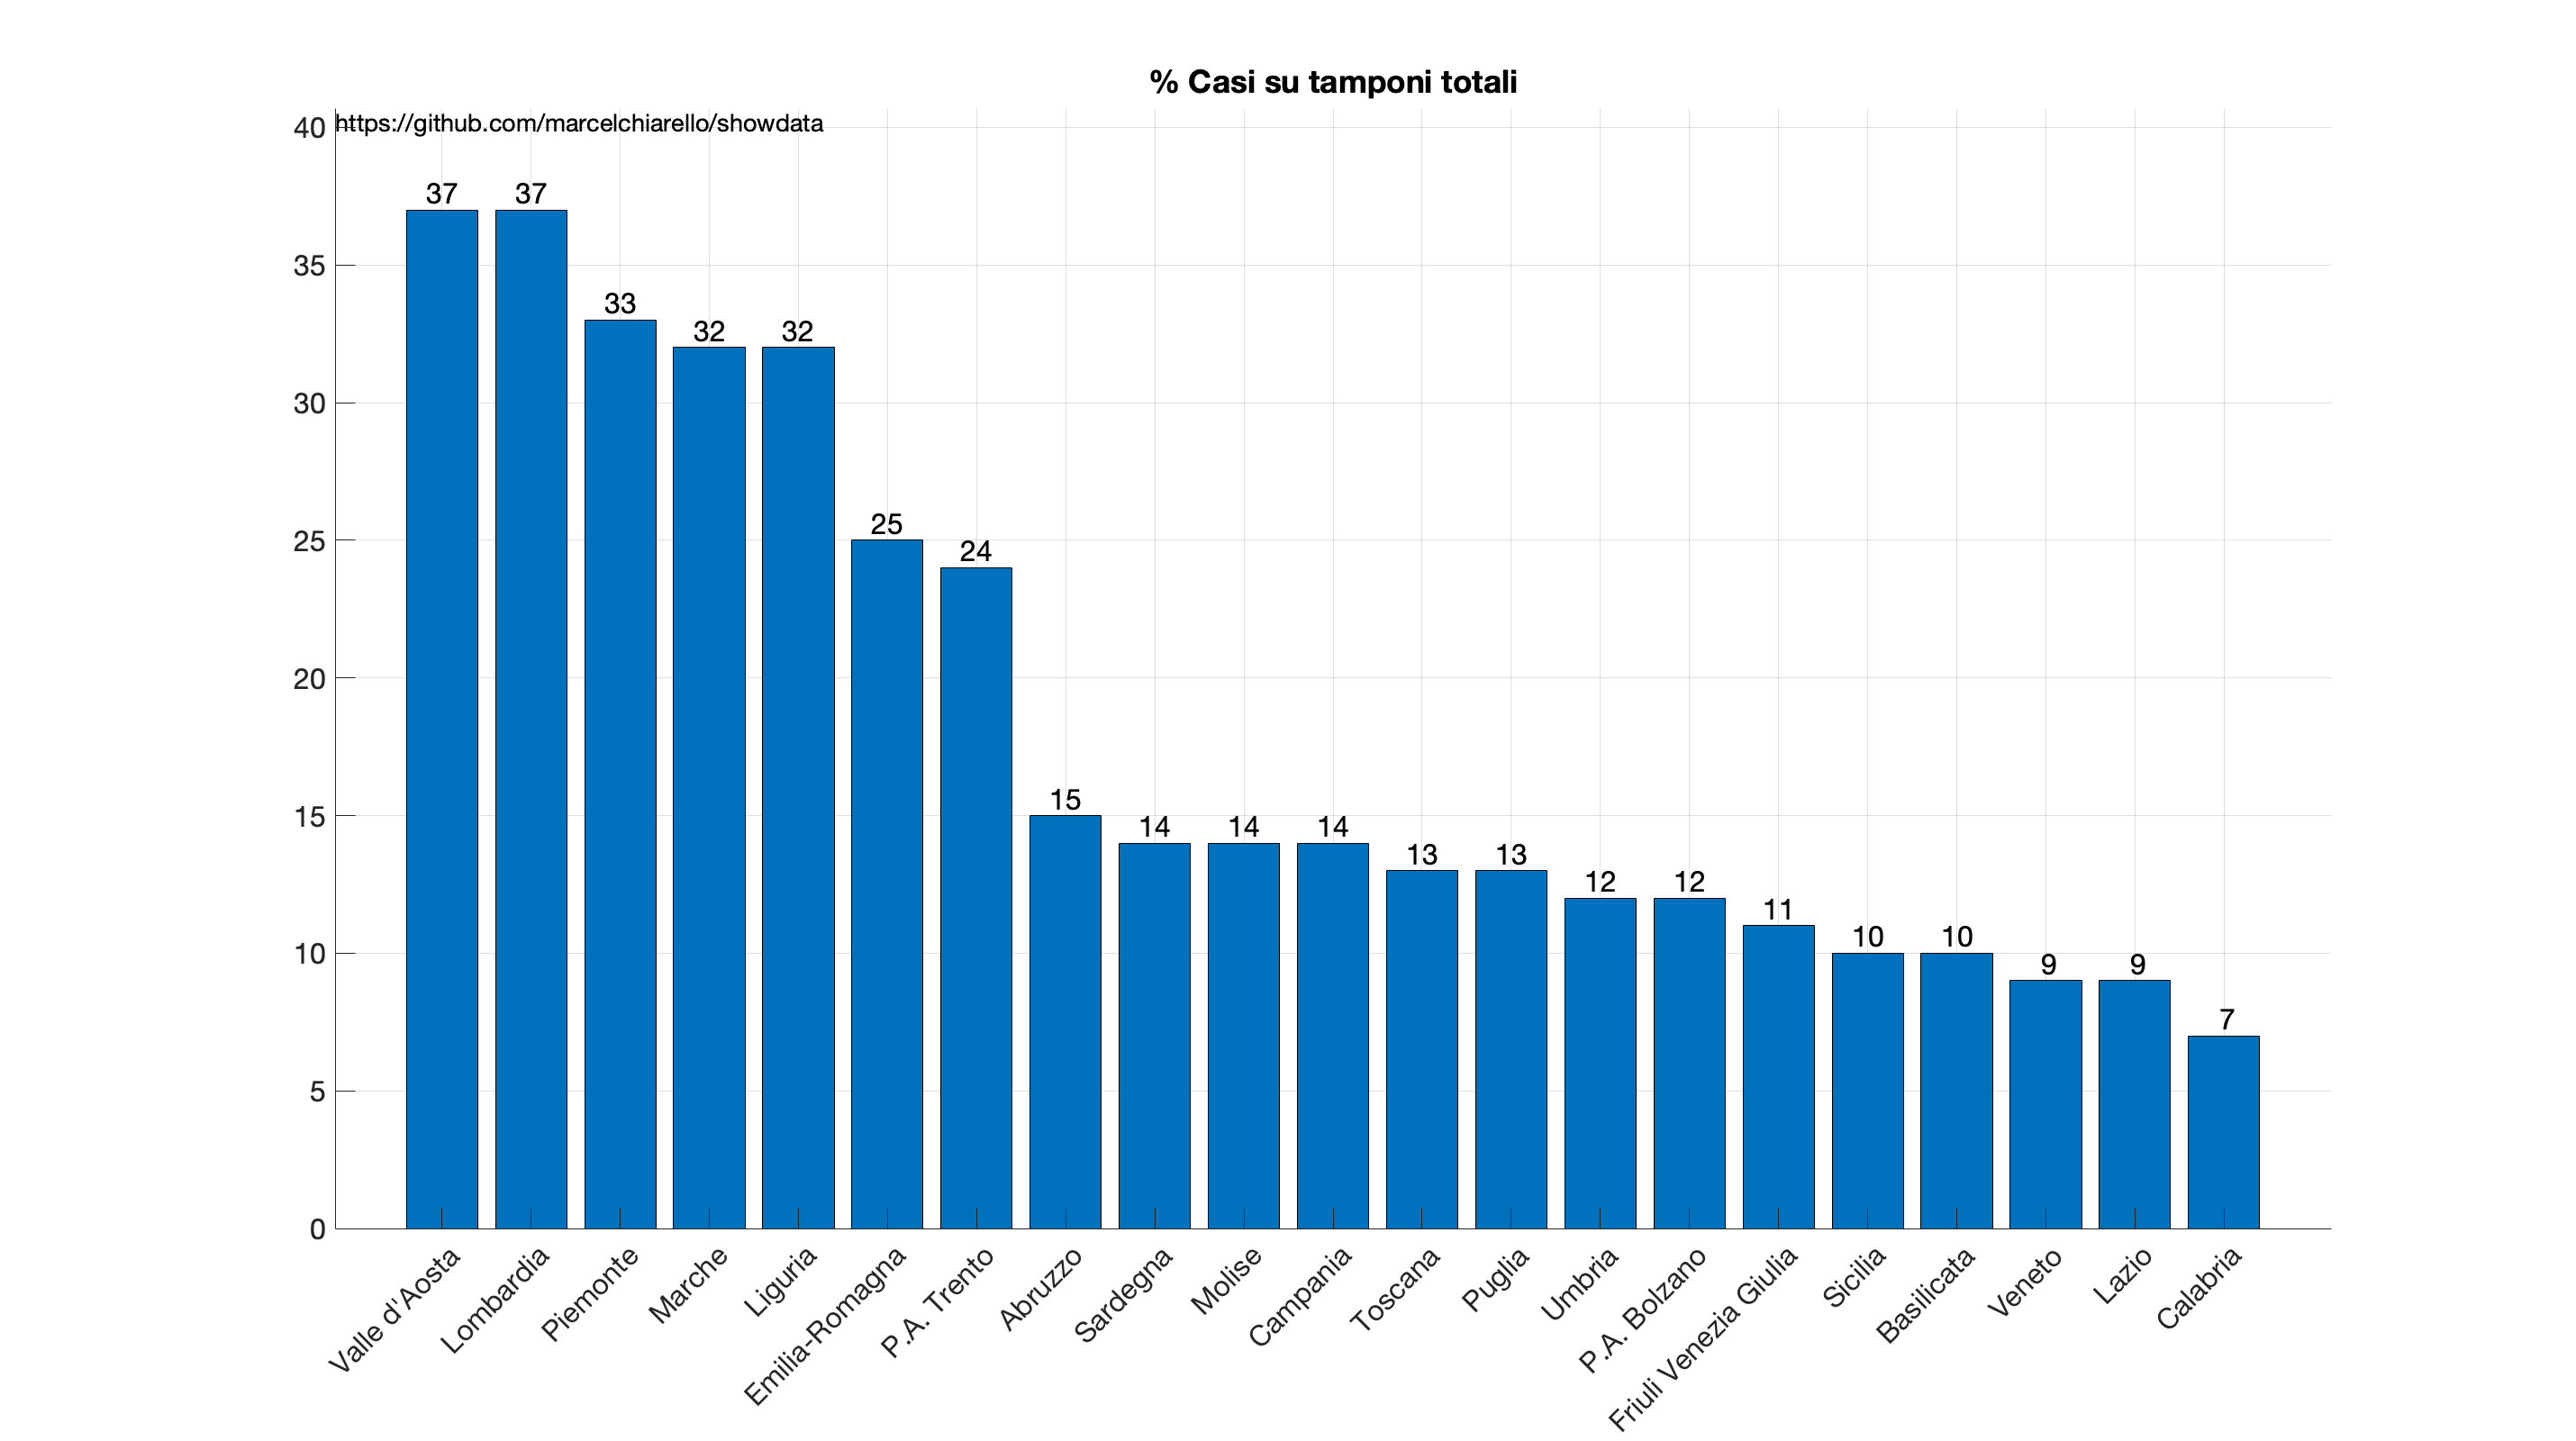 % Casi su tamponi totali
https://github.com/marcelchiarello/showdata
40
35
30
25
20
15
10
5
0
37
37
33
32
32
25
24
15
14
14
14
13
13
12
12
11
10
10
9
9
7
Valle d'Aosta
Lombardia
Piemonte
Marche
Liguria
Emilia-Romagna
P.A. Trento
Abruzzo
Sardegna
Molise
Campania
Toscana
Puglia
Umbria
P.A. Bolzano
Friuli Venezia Giulia
Sicilia
Basilicata
Veneto
Lazio
Calabria